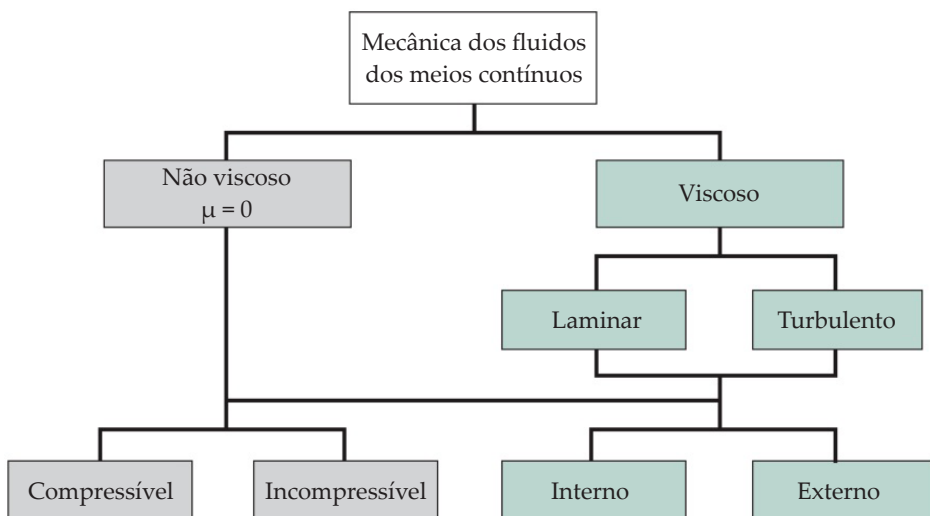 Mecânica dos fluidos
dos meios contínuos
Não viscoso
μ = 0
Viscoso
Laminar
Turbulento
Compressível
Incompressível
Interno
Externo